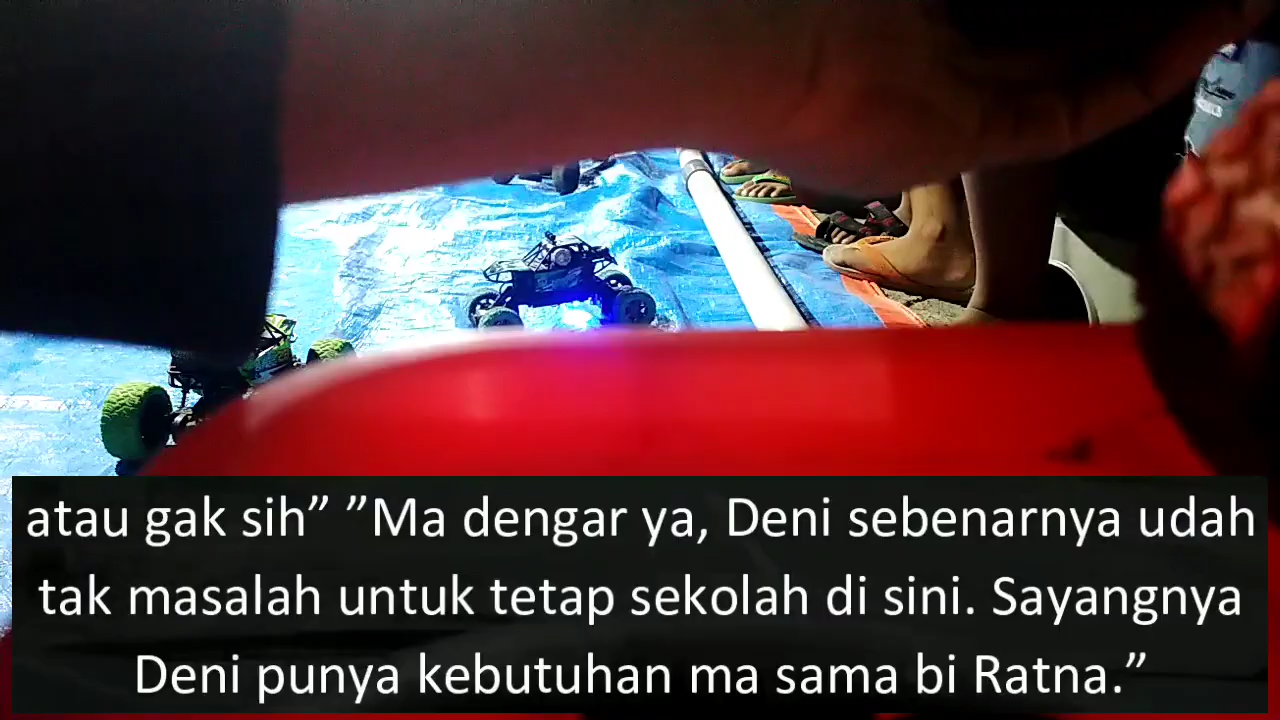 atau gak sih” ”Ma dengar ya, Deni sebenarnya udah
tak masalah untuk tetap sekolah di sini. Sayangnya
Deni punya kebutuhan ma sama bi Ratna.”